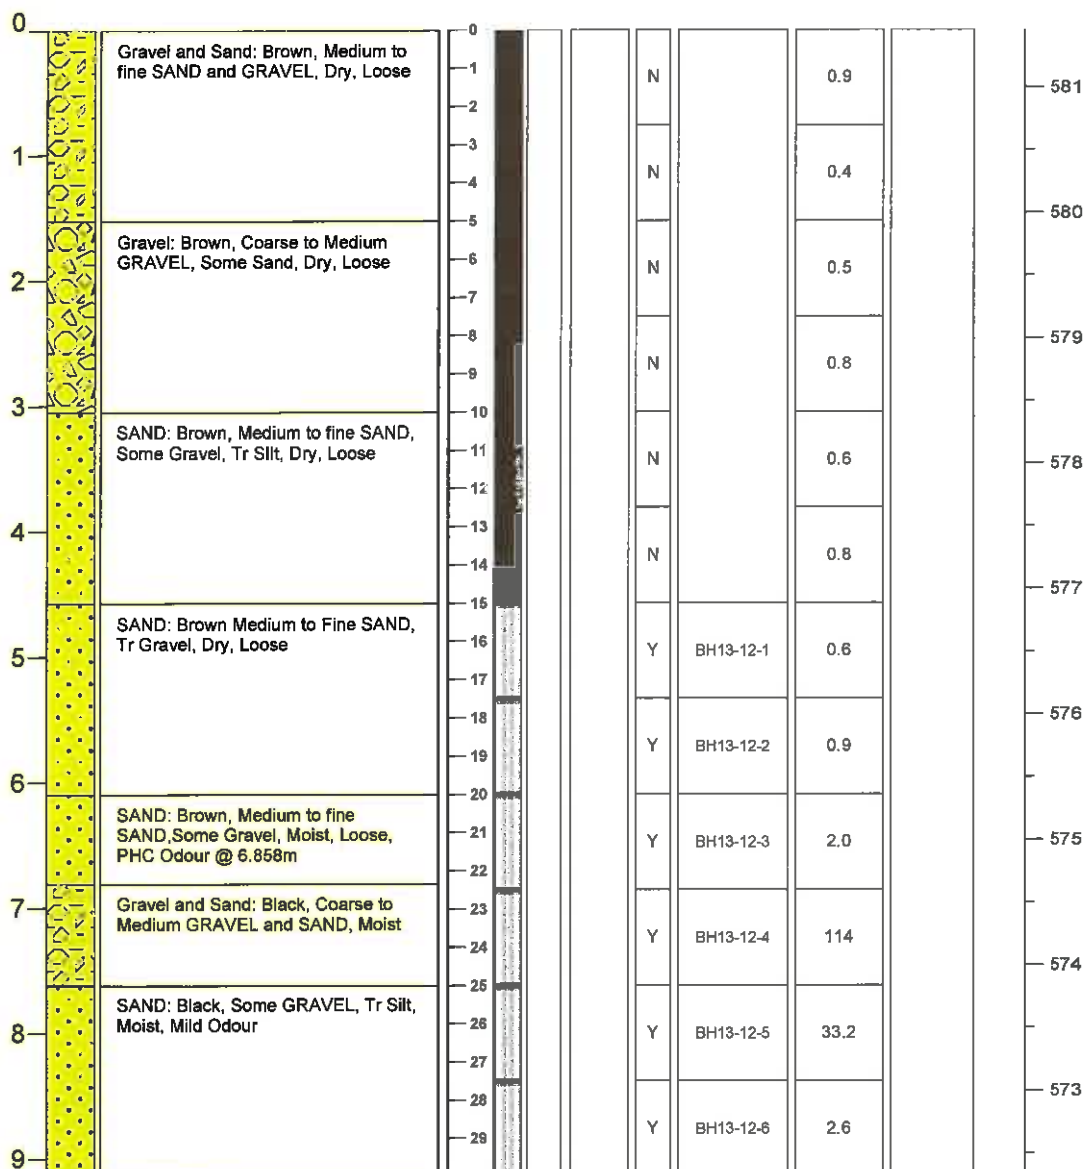 0
1
2
3
4
5
6
7
8
9
Gravel and Sand: Brown, Medium to
fine SAND and GRAVEL, Dry, Loose
Gravel: Brown, Coarse to Medium
GRAVEL, Some Sand, Dry, Loose
SAND: Brown, Medium to fine SAND,
Some Gravel, Tr Silt, Dry, Loose
SAND: Brown Medium to Fine SAND,
Tr Gravel, Dry, Loose
SAND: Brown, Medium to fine
SAND,Some Gravel, Moist, Loose,
PHC Odour @ 6.858m
Gravel and Sand: Black, Coarse to
Medium GRAVEL and SAND, Moist
SAND: Black, Some GRAVEL, Tr Silt,
Moist, Mild Odour
0
1
2
3
4
5
6
7
8
9
10
11
12
13
14
15
16
17
18
19
20
21
22
23
24
25
26
27
28
29
N 0.9
N 0.4
N 0.5
N 0.8
N 0.6
N 0.8
Y BH13-12-1 0.6
Y BH13-12-2 0.9
Y BH13-12-3 2.0
Y BH13-12-4 114
Y BH13-12-5 33.2
Y BH13-12-6 2.6
581
580
579
578
577
576
575
574
573